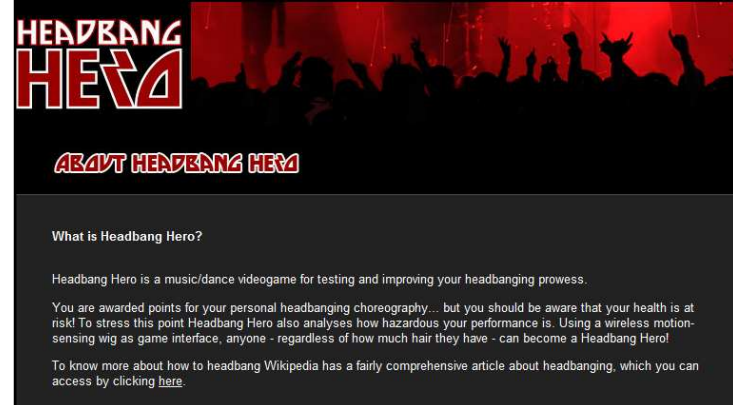 HEADBANG
HERO
ABOUT HEADBANG HERO
What is Headbang Hero?
Headbang Hero is a music/dance videogame for testing and improving your headbanging prowess.
You are awarded points for your personal headbanging choreography... but you should be aware that your health is at
risk! To stress this point Headbang Hero also analyses how hazardous your performance is. Using a wireless motion-
sensing wig as game interface, anyone - regardless of how much hair they have - can become a Headbang Hero!
To know more about how to headbang Wikipedia has a fairly comprehensive article about headbanging, which you can
access by clicking here.